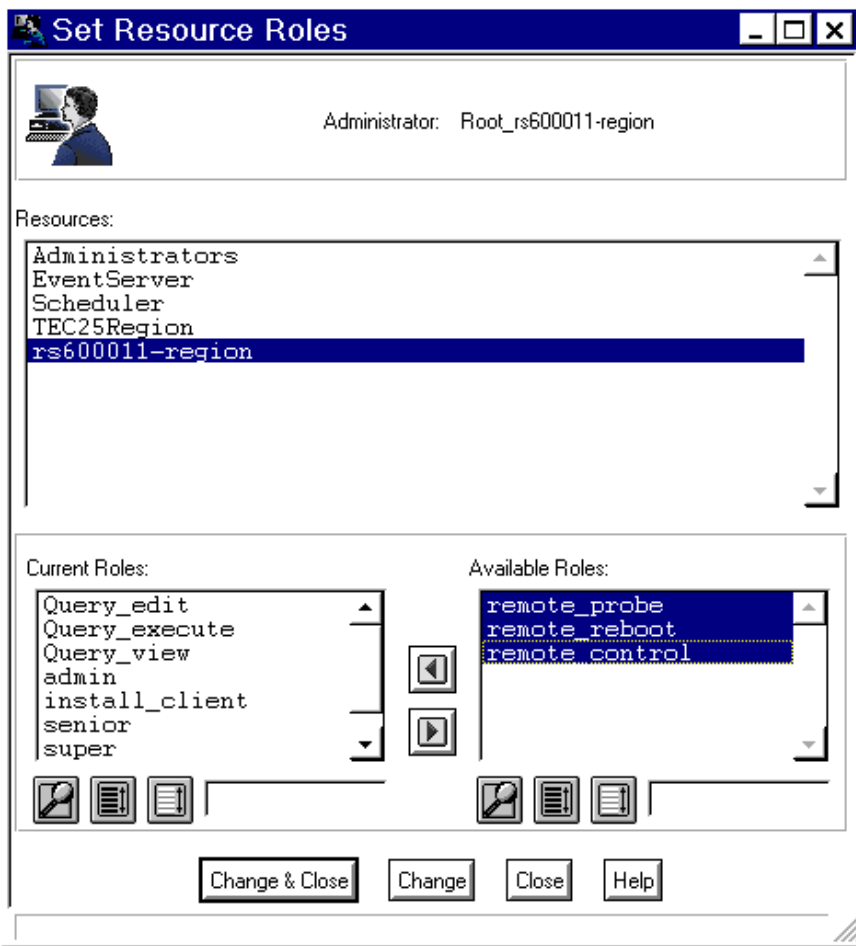 Set Resource Roles
Administrator: Root_rs600011-region
Resources:
Administrators
EventServer
Scheduler
TEC25Region
rs600011-region
Current Roles:
Query_edit
Query_execute
Query_view
admin
install_client
senior
super
Available Roles:
remote_probe
remote_reboot
remote_control
Change & Close
Change
Close
Help